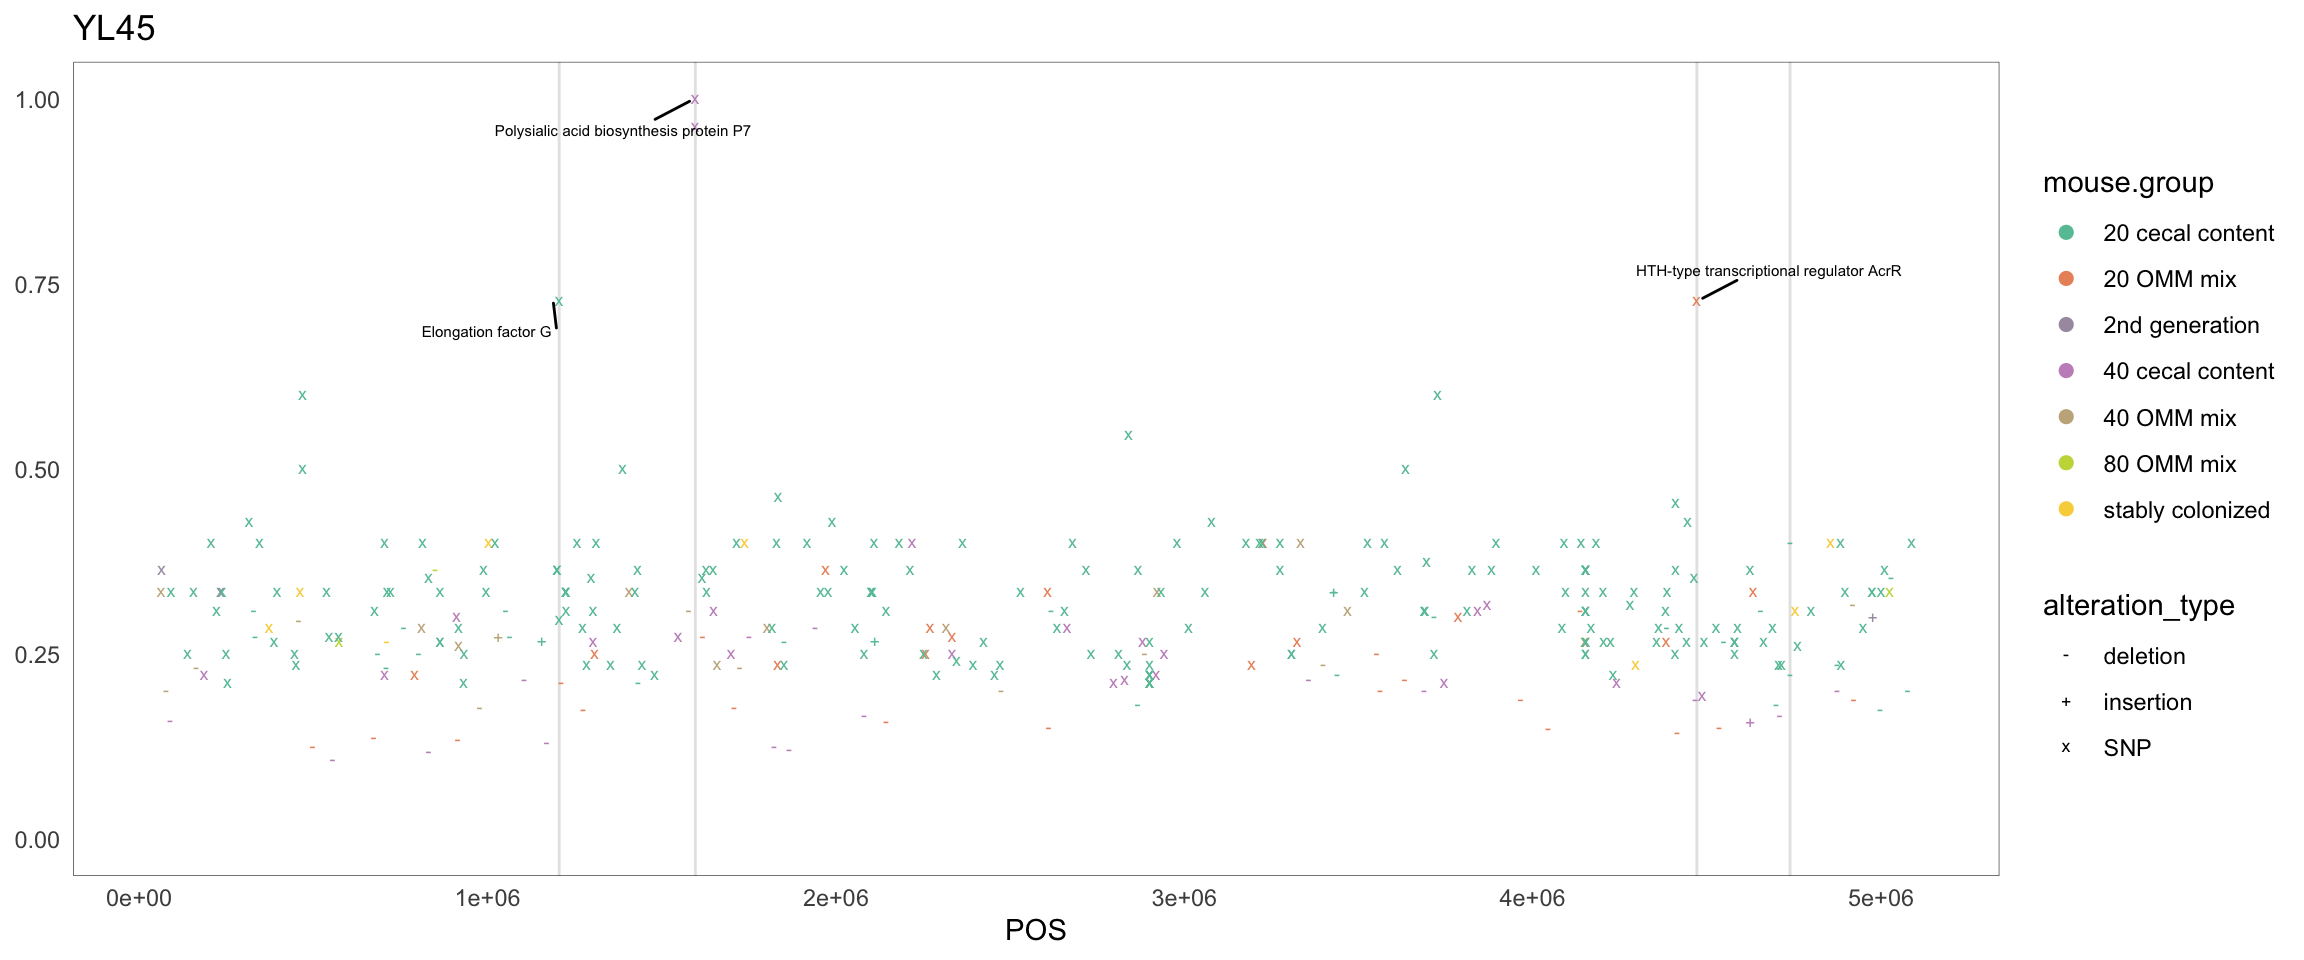 YL45
1.00
0.75
0.50
0.25
0.00
Polysialic acid biosynthesis protein P7
HTH-type transcriptional regulator AcrR
Elongation factor G
0e+00 1e+06 2e+06 3e+06 4e+06 5e+06
POS
mouse.group
20 cecal content
20 OMM mix
2nd generation
40 cecal content
40 OMM mix
80 OMM mix
stably colonized
alteration_type
- deletion
+ insertion
x SNP